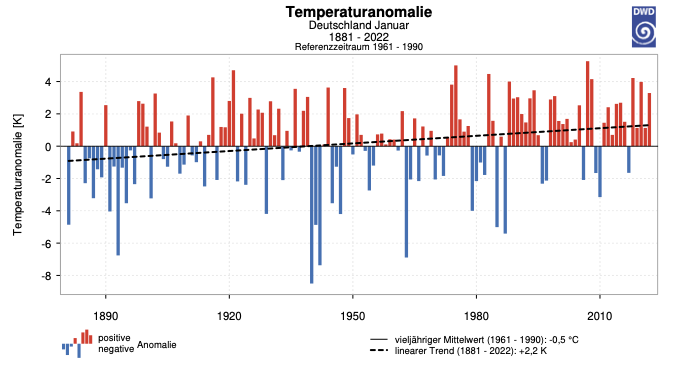 Temperaturanomalie
Deutschland Januar
1881 - 2022
Referenzzeitraum 1961 - 1990
DWD
Temperaturanomalie [K]
4
2
0
-2
-4
-6
-8
1890
1920
1950
1980
2010
positive
negative Anomalie
vieljähriger Mittelwert (1961 - 1990): -0,5 °C
linearer Trend (1881 - 2022): +2,2 K